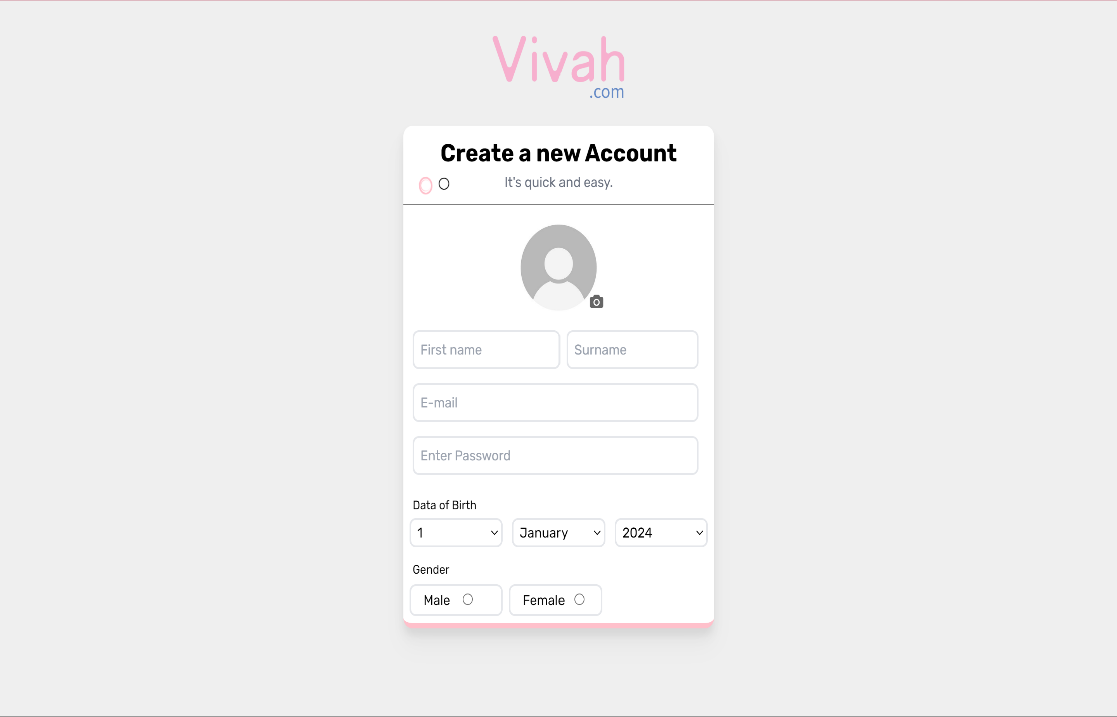 Vivah
.com
Create a new Account
It's quick and easy.
First name Surname
E-mail
Enter Password
Data of Birth
1 January 2024
Gender
Male Female